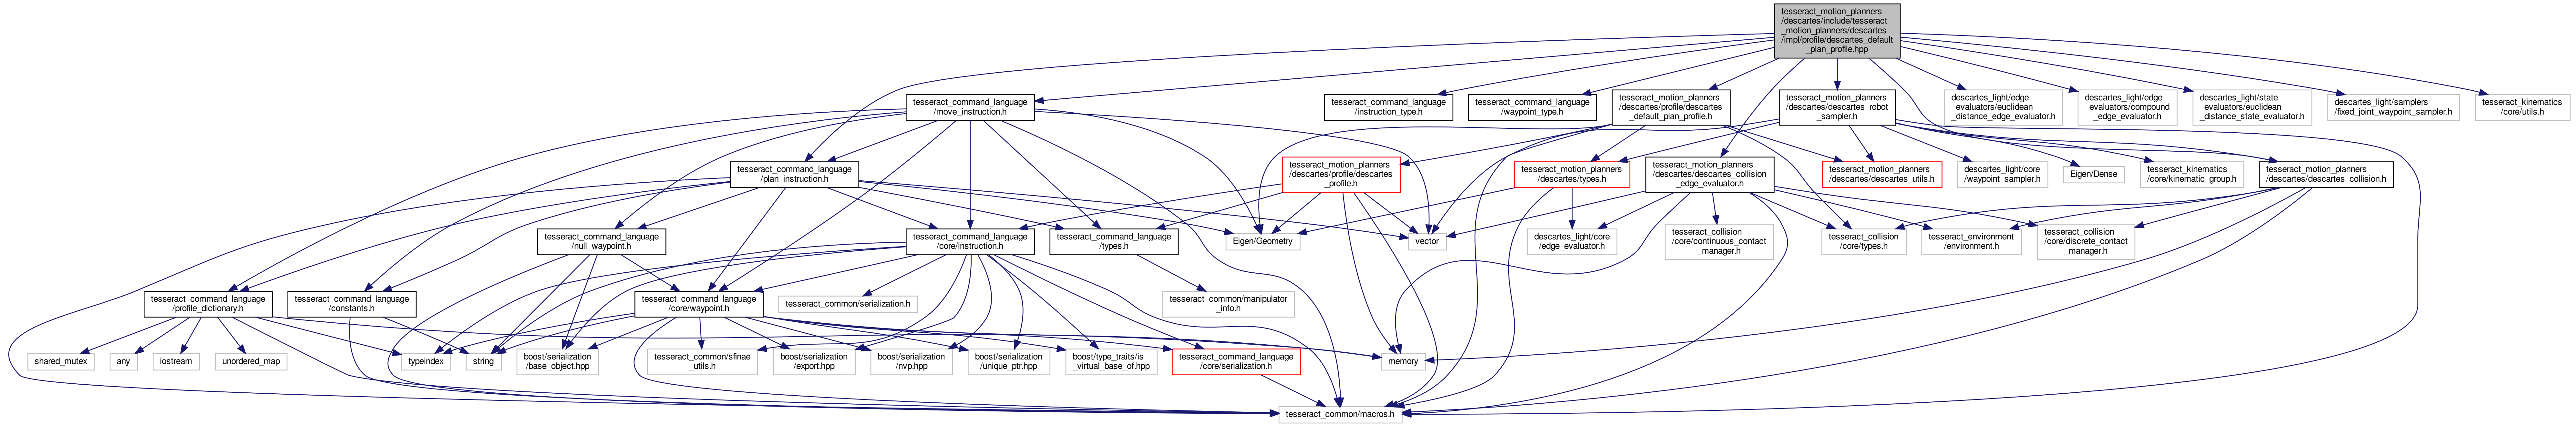 tesseract_motion_planners
/descartes/include/tesseract
_motion_planners/descartes
/impl/profile/descartes_default
_plan_profile.hpp
tesseract_command_language
/move_instruction.h
tesseract_command_language
/instruction_type.h
tesseract_command_language
/waypoint_type.h
tesseract_motion_planners
/descartes/profile/descartes
_default_plan_profile.h
tesseract_motion_planners
/descartes/descartes_robot
_sampler.h
descartes_light/edge
_evaluators/euclidean
_distance_edge_evaluator.h
descartes_light/edge
_evaluators/compound
_edge_evaluator.h
descartes_light/state
_evaluators/euclidean
_distance_state_evaluator.h
descartes_light/samplers
/fixed_joint_waypoint_sampler.h
tesseract_kinematics
/core/utils.h
tesseract_command_language
/plan_instruction.h
tesseract_motion_planners
/descartes/profile/descartes
_profile.h
tesseract_motion_planners
/descartes/types.h
tesseract_motion_planners
/descartes/descartes_collision
_edge_evaluator.h
tesseract_motion_planners
/descartes/descartes_utils.h
descartes_light/core
/waypoint_sampler.h
Eigen/Dense
tesseract_kinematics
/core/kinematic_group.h
tesseract_motion_planners
/descartes/descartes_collision.h
tesseract_command_language
/null_waypoint.h
tesseract_command_language
/core/instruction.h
tesseract_command_language
/types.h
Eigen/Geometry
vector
descartes_light/core
/edge_evaluator.h
tesseract_collision
/core/continuous_contact
_manager.h
tesseract_collision
/core/types.h
tesseract_environment
/environment.h
tesseract_collision
/core/discrete_contact
_manager.h
tesseract_command_language
/profile_dictionary.h
tesseract_command_language
/constants.h
tesseract_command_language
/core/waypoint.h
tesseract_common/serialization.h
tesseract_common/manipulator
_info.h
shared_mutex
any
iostream
unordered_map
typeindex
string
boost/serialization
/base_object.hpp
tesseract_common/sfinae
_utils.h
boost/serialization
/export.hpp
boost/serialization
/nvp.hpp
boost/serialization
/unique_ptr.hpp
boost/type_traits/is
_virtual_base_of.hpp
tesseract_command_language
/core/serialization.h
memory
tesseract_common/macros.h